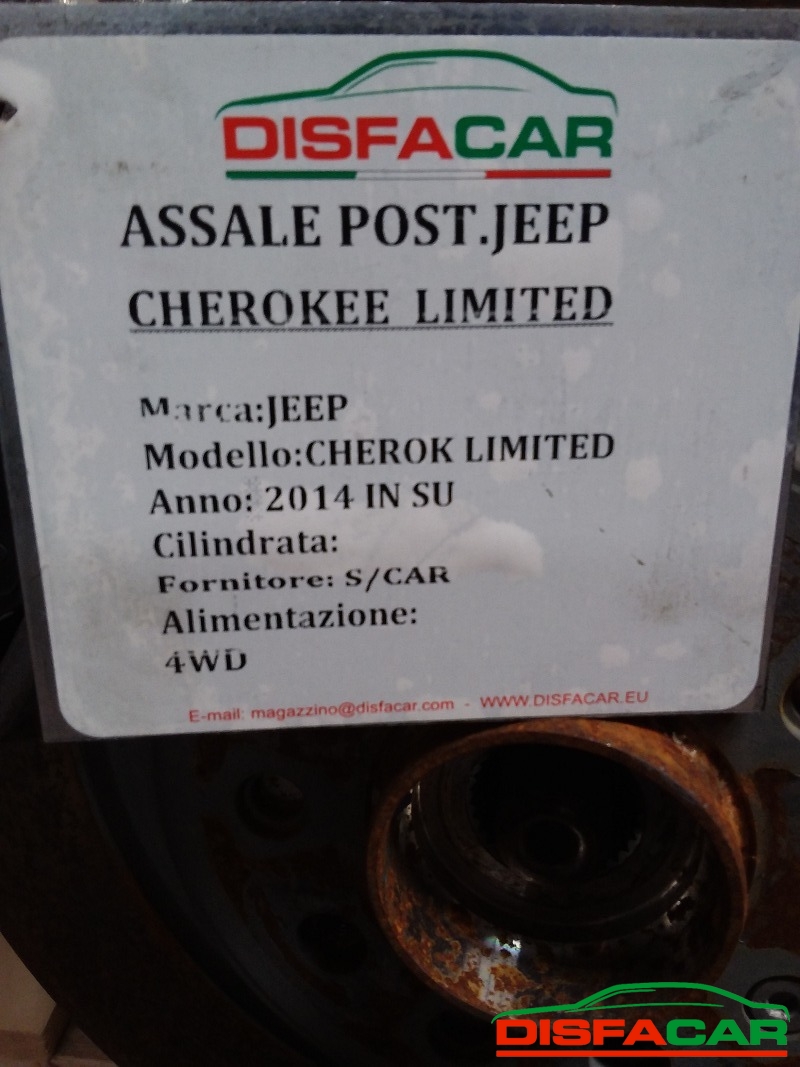 DISFACAR
ASSALE POST.JEEP
CHEROKEE LIMITED
Marca:JEEP
Modello:CHEROK LIMITED
Anno: 2014 IN SU
Cilindrata:
Fornitore: S/CAR
Alimentazione:
4WD
E-mail: magazzino@disfacar.com - WWW.DISFACAR.EU
DISFACAR